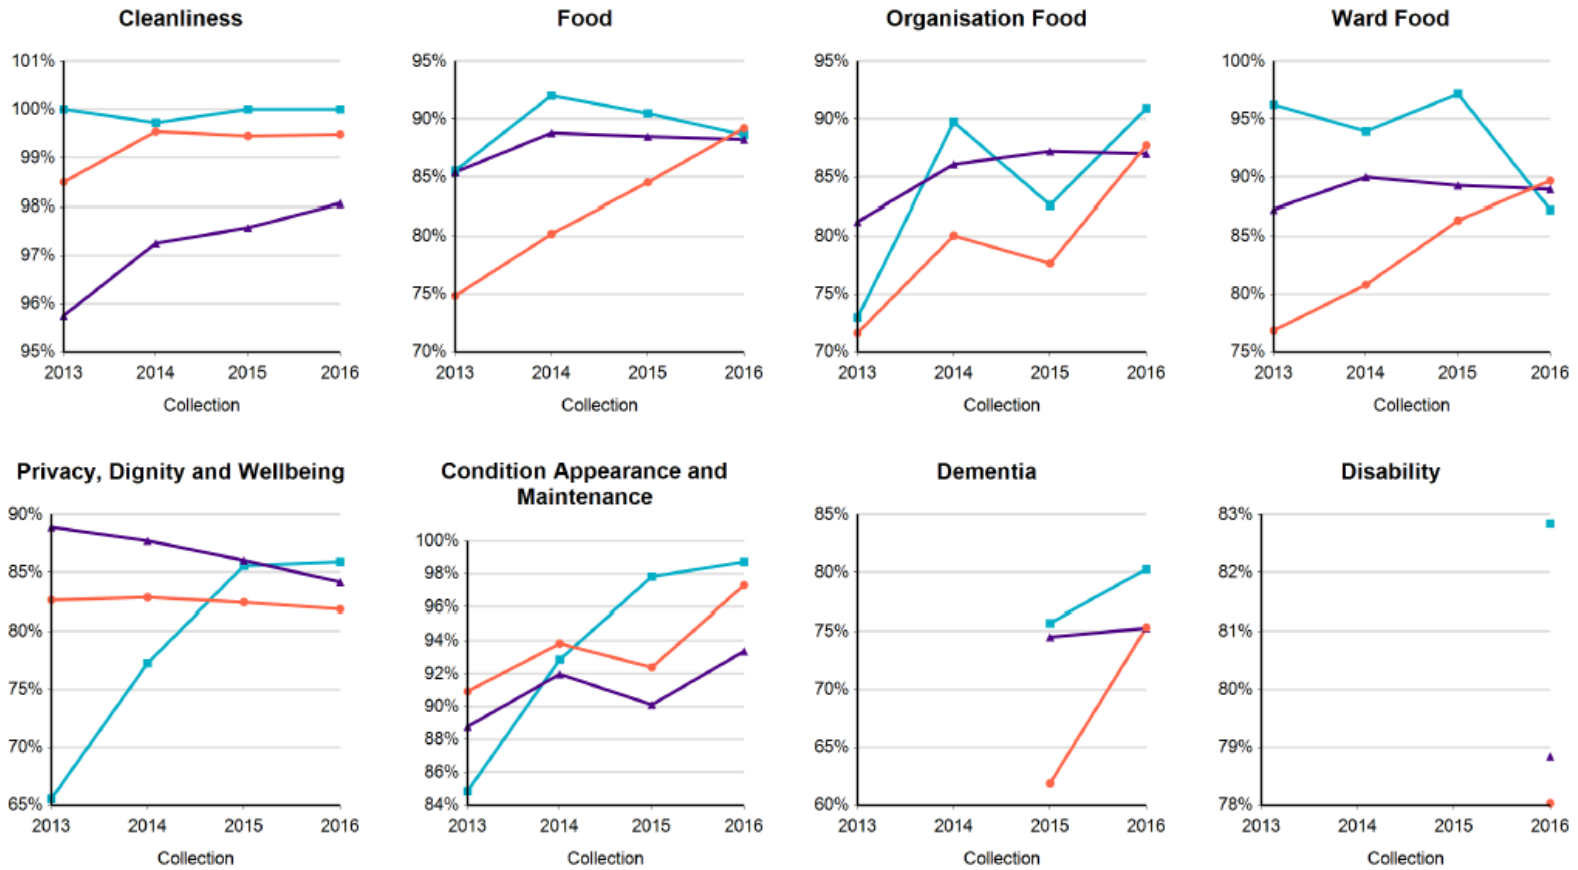 Cleanliness
101%
100%
99%
98%
97%
96%
95%
2013 2014 2015 2016
Collection
Food
95%
90%
85%
80%
75%
70%
2013 2014 2015 2016
Collection
Organisation Food
95%
90%
85%
80%
75%
70%
2013 2014 2015 2016
Collection
Ward Food
100%
95%
90%
85%
80%
75%
2013 2014 2015 2016
Collection
Privacy, Dignity and Wellbeing
90%
85%
80%
75%
70%
65%
2013 2014 2015 2016
Collection
Condition Appearance and
Maintenance
100%
98%
96%
94%
92%
90%
88%
86%
84%
2013 2014 2015 2016
Collection
Dementia
85%
80%
75%
70%
65%
60%
2013 2014 2015 2016
Collection
Disability
83%
82%
81%
80%
79%
78%
2013 2014 2015 2016
Collection